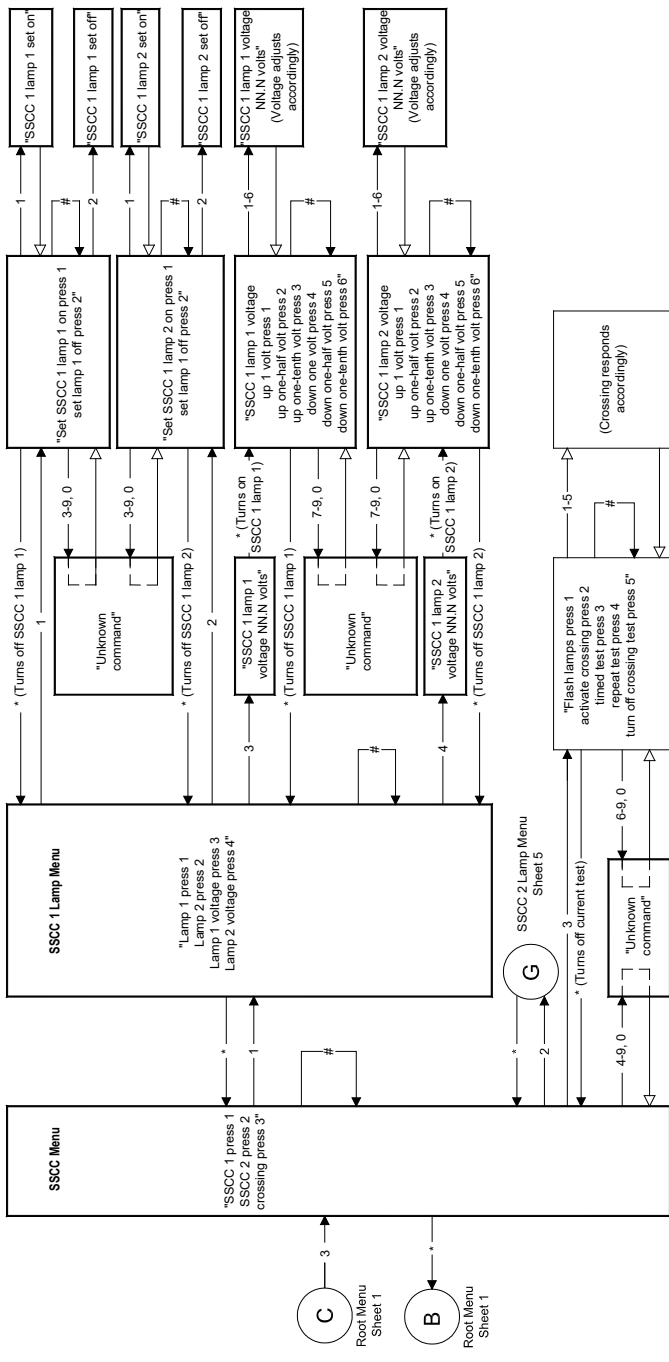 C
Root Menu
Sheet 1
3
B
Root Menu
Sheet 1
*
SSCC Menu
"SSCC 1 press 1
SSCC 2 press 2
crossing press 3"
*
1
#
*
2
G
SSCC 2 Lamp Menu
Sheet 5
3
* (Turns off current test)
4-9, 0
"Unknown
command"
6-9, 0
"Flash lamps press 1
activate crossing press 2
timed test press 3
repeat test press 4
turn off crossing test press 5"
1-5
#
(Crossing responds
accordingly)
SSCC 1 Lamp Menu
"Lamp 1 press 1
Lamp 2 press 2
Lamp 1 voltage press 3
Lamp 2 voltage press 4"
* (Turns off SSCC 1 lamp 1)
1
* (Turns off SSCC 1 lamp 2)
2
3
* (Turns off SSCC 1 lamp 1)
#
4
* (Turns off SSCC 1 lamp 2)
"Unknown
command"
3-9, 0
3-9, 0
"SSCC 1 lamp 1
voltage NN.N volts"
* (Turns on
SSCC 1 lamp 1)
"Unknown
command"
7-9, 0
7-9, 0
"SSCC 1 lamp 2
voltage NN.N volts"
* (Turns on
SSCC 1 lamp 2)
"Set SSCC 1 lamp 1 on press 1
set lamp 1 off press 2"
1
#
2
"SSCC 1 lamp 1 set on"
"SSCC 1 lamp 1 set off"
"Set SSCC 1 lamp 2 on press 1
set lamp 1 off press 2"
1
#
2
"SSCC 1 lamp 2 set on"
"SSCC 1 lamp 2 set off"
"SSCC 1 lamp 1 voltage
up 1 volt press 1
up one-half volt press 2
up one-tenth volt press 3
down one volt press 4
down one-half volt press 5
down one-tenth volt press 6"
1-6
#
"SSCC 1 lamp 1 voltage
NN.N volts"
(Voltage adjusts
accordingly)
"SSCC 1 lamp 2 voltage
up 1 volt press 1
up one-half volt press 2
up one-tenth volt press 3
down one volt press 4
down one-half volt press 5
down one-tenth volt press 6"
1-6
#
"SSCC 1 lamp 2 voltage
NN.N volts"
(Voltage adjusts
accordingly)